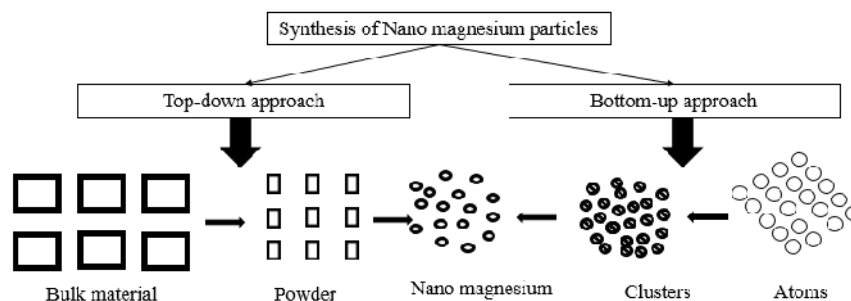 Synthesis of Nano magnesium particles
Top-down approach
Bottom-up approach
Bulk material
Powder
Nano magnesium
Clusters
Atoms